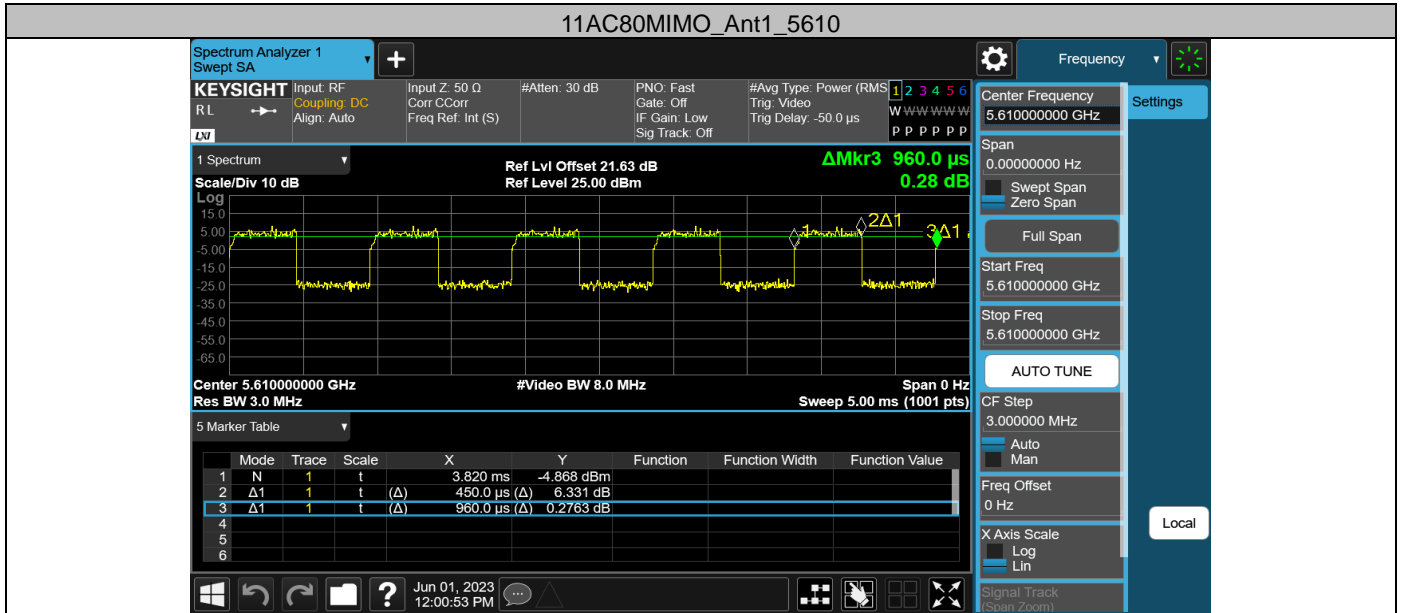 11AC80MIMO_Ant1_5610
Spectrum Analyzer 1
Swept SA
+
Frequency
KEYSIGHT
RL
LXI
Input: RF
Coupling: DC
Align: Auto
Input Z: 50 Ω
Corr CCorr
Freq Ref: Int (S)
#Atten: 30 dB
PNO: Fast
Gate: Off
IF Gain: Low
Sig Track: Off
#Avg Type: Power (RMS
Trig: Video
Trig Delay: -50.0 µs
1 2 3 4 5 6
W W W W W W
P P P P P P
1 Spectrum
Scale/Div 10 dB
Ref Lvl Offset 21.63 dB
Ref Level 25.00 dBm
ΔMkr3 960.0 µs
0.28 dB
Log
15.0
5.00
-5.00
-15.0
-25.0
-35.0
-45.0
-55.0
-65.0
1
2Δ1
3Δ1
Center 5.610000000 GHz
#Video BW 8.0 MHz
Span 0 Hz
Res BW 3.0 MHz
Sweep 5.00 ms (1001 pts)
5 Marker Table
Mode Trace Scale X Y Function Function Width Function Value
1 N 1 t 3.820 ms -4.868 dBm
2 Δ1 1 t (Δ) 450.0 µs (Δ) 6.331 dB
3 Δ1 1 t (Δ) 960.0 µs (Δ) 0.2763 dB
4
5
6
?
Jun 01, 2023
12:00:53 PM
Center Frequency
5.610000000 GHz
Span
0.00000000 Hz
Swept Span
Zero Span
Full Span
Start Freq
5.610000000 GHz
Stop Freq
5.610000000 GHz
AUTO TUNE
CF Step
3.000000 MHz
Auto
Man
Freq Offset
0 Hz
X Axis Scale
Log
Lin
Signal Track
(Span Zoom)
Settings
Local